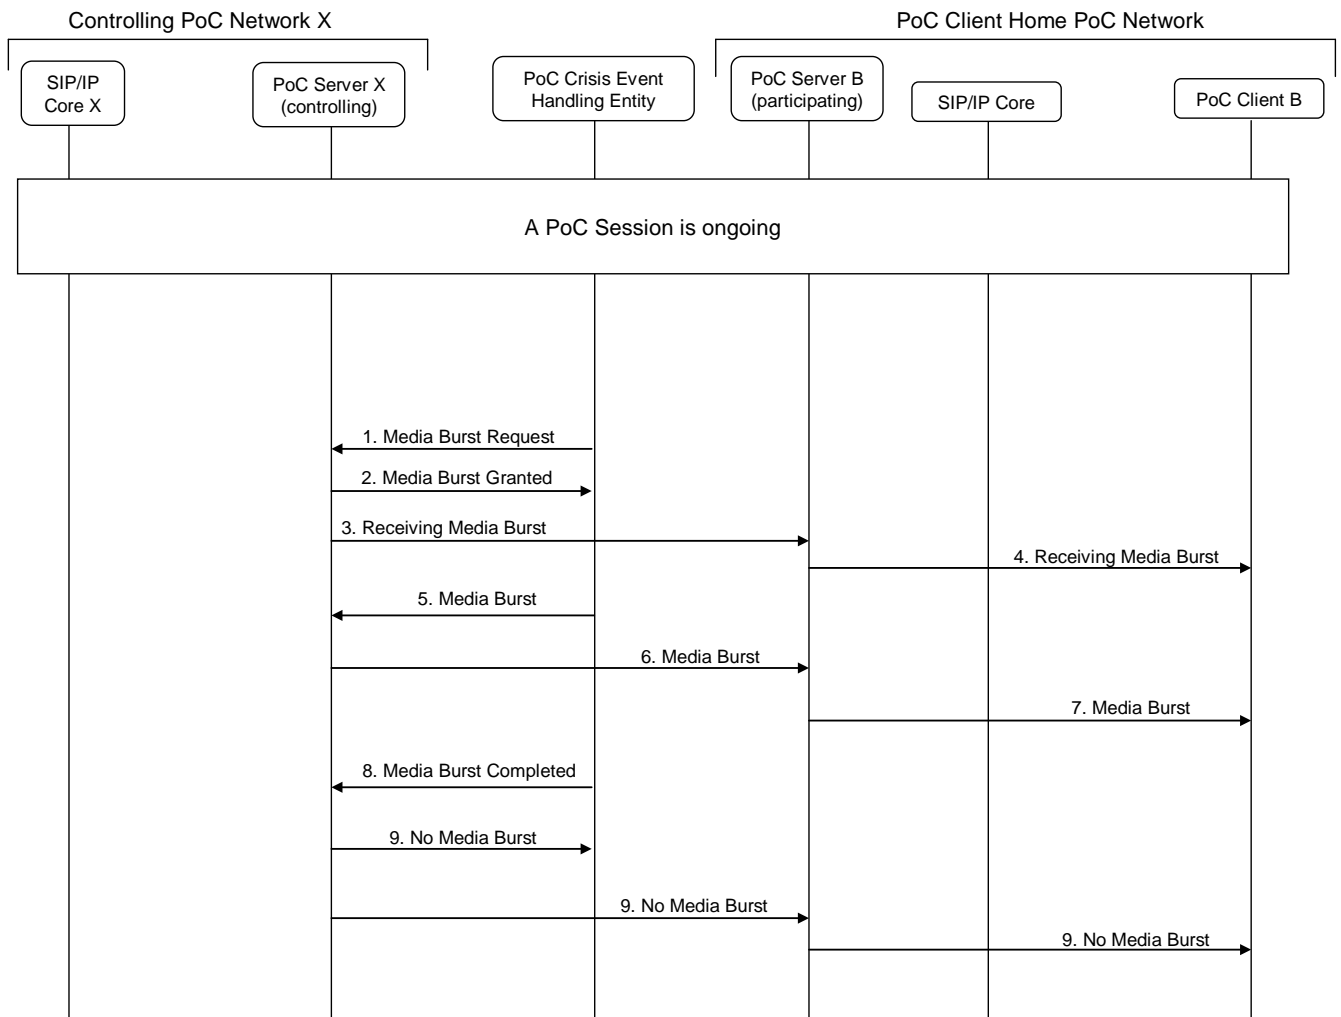 Controlling PoC Network X
PoC Client Home PoC Network
SIP/IP
Core X
PoC Server X
(controlling)
PoC Crisis Event
Handling Entity
PoC Server B
(participating)
SIP/IP Core
PoC Client B
A PoC Session is ongoing
1. Media Burst Request
2. Media Burst Granted
3. Receiving Media Burst
4. Receiving Media Burst
5. Media Burst
6. Media Burst
7. Media Burst
8. Media Burst Completed
9. No Media Burst
9. No Media Burst
9. No Media Burst